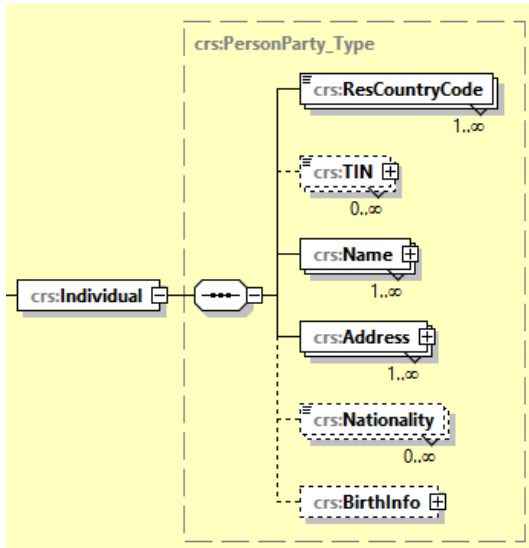 crs:PersonParty_Type
crs:ResCountryCode
1..∞
crs:TIN
0..∞
crs:Name
1..∞
crs:Individual
crs:Address
1..∞
crs:Nationality
0..∞
crs:BirthInfo